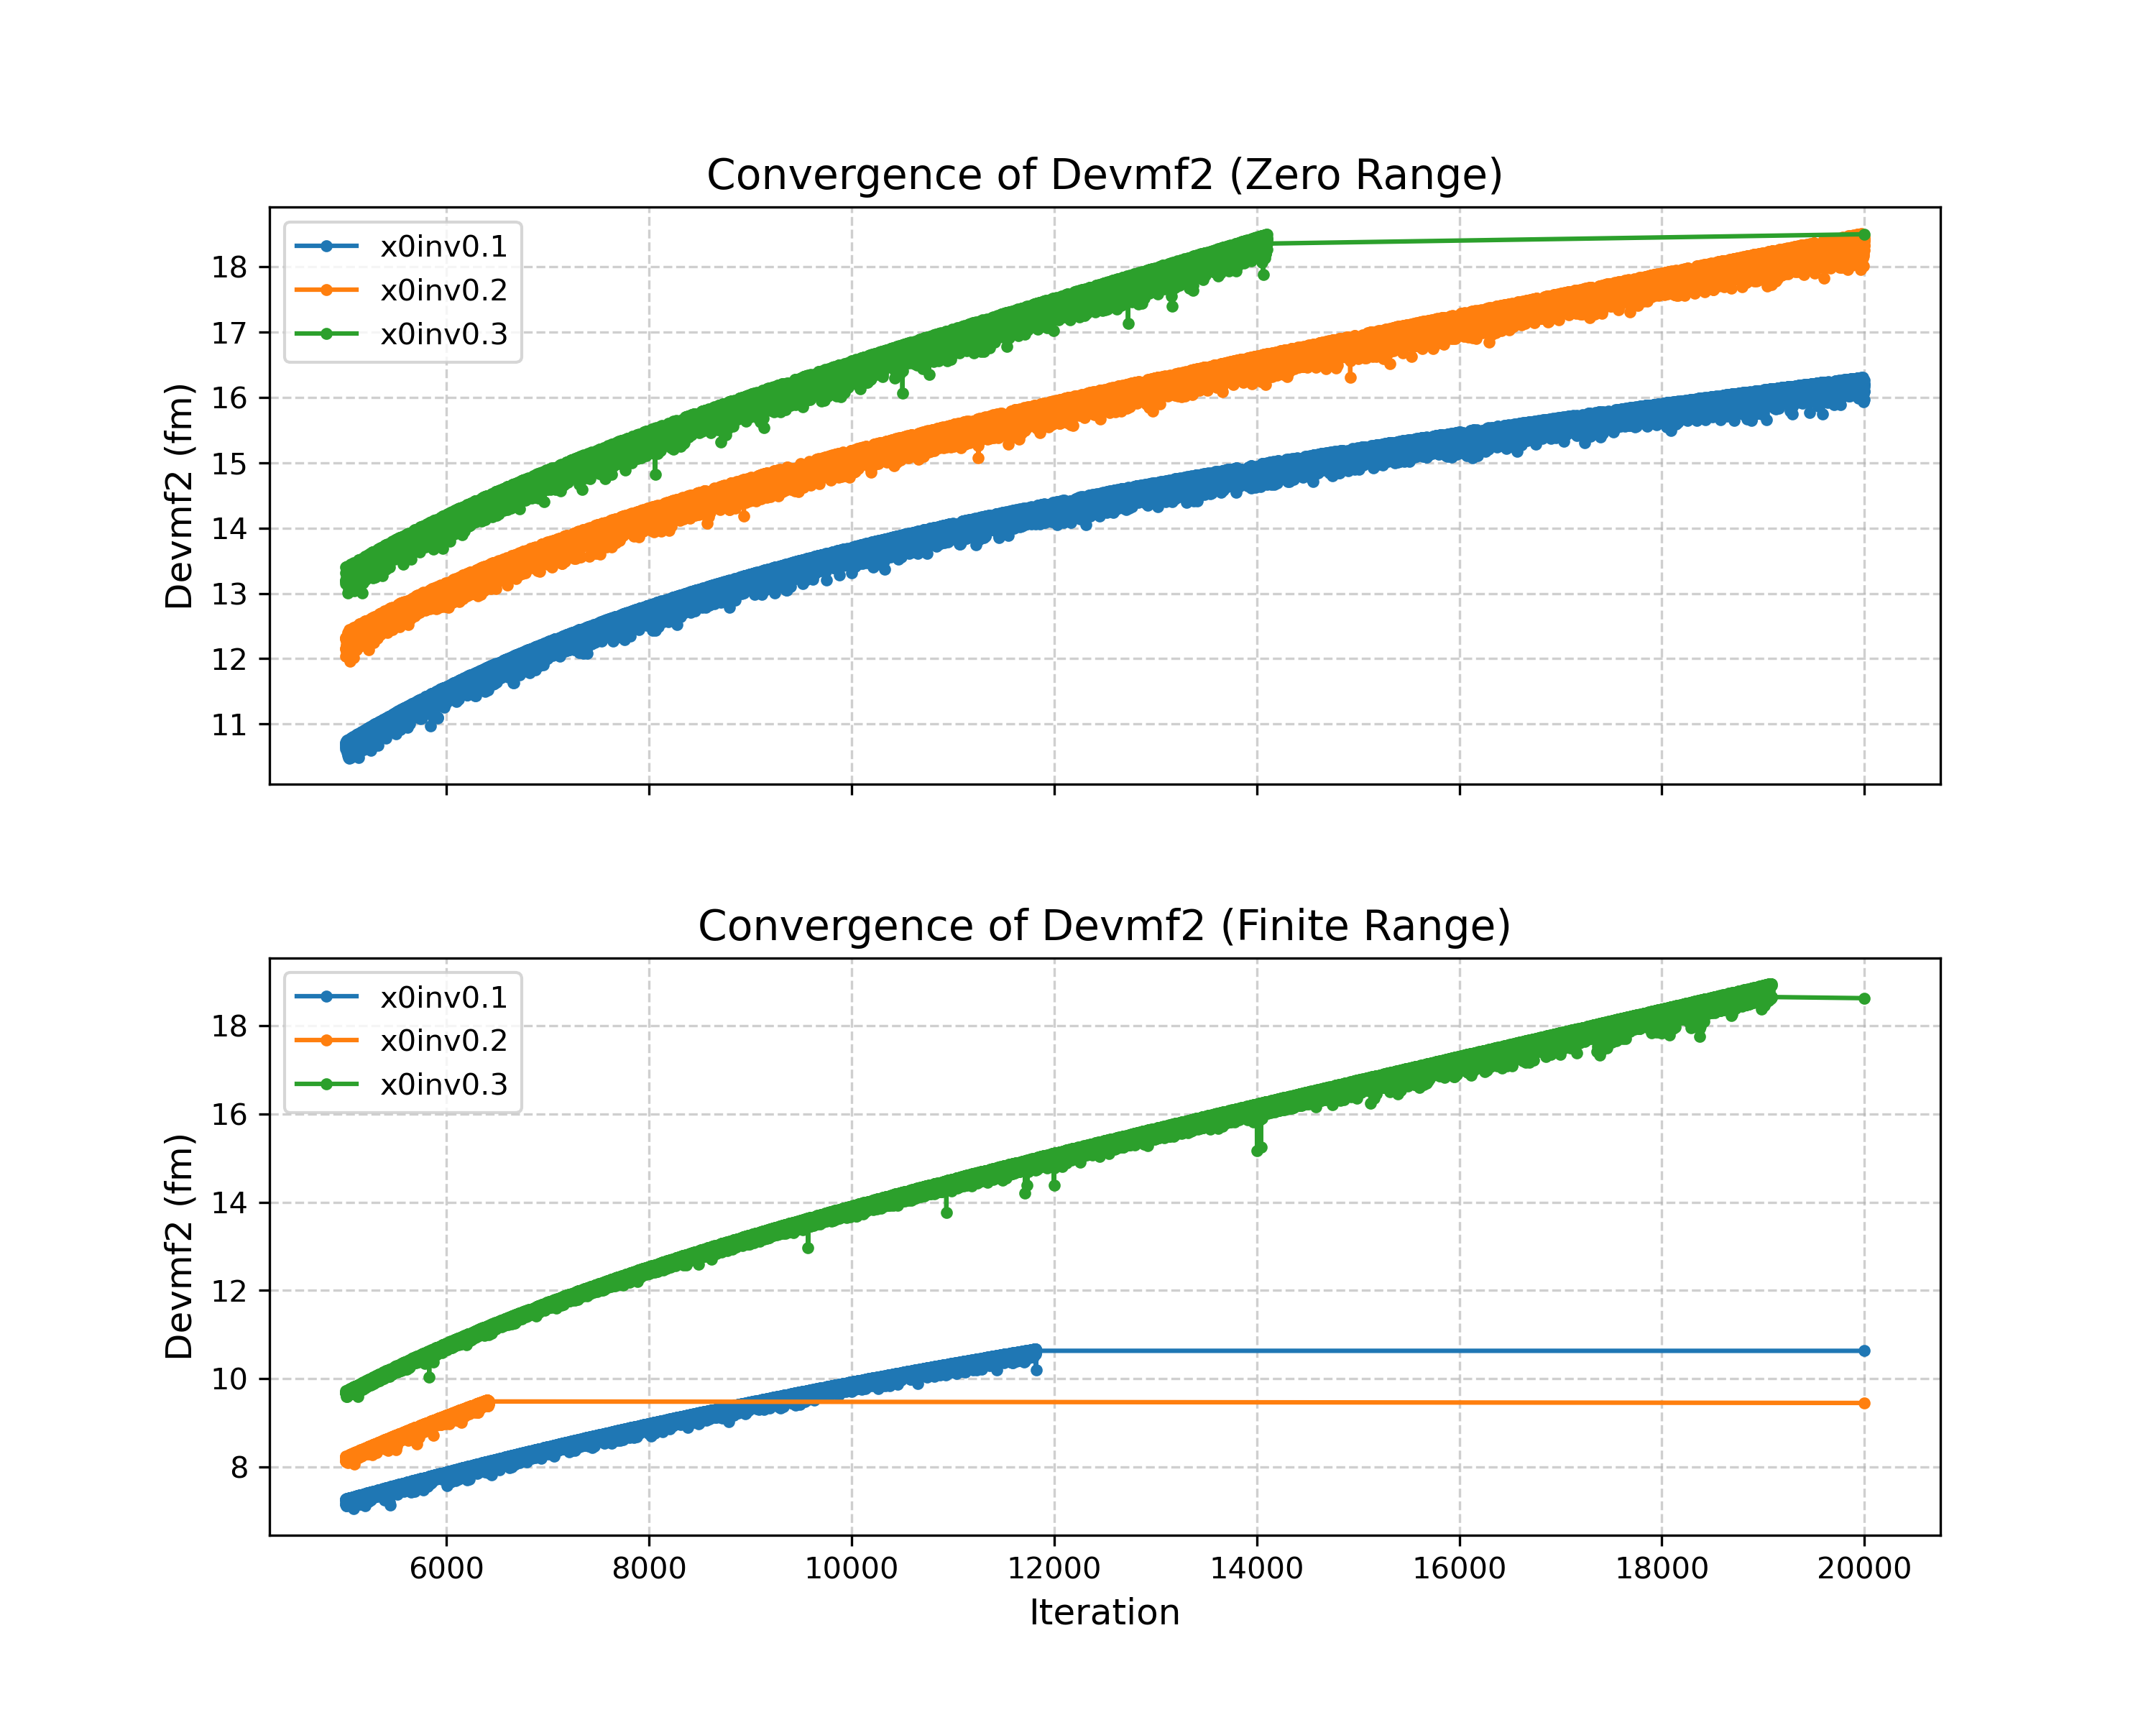 Convergence of Devmf2 (Zero Range)
x0inv0.1
x0inv0.2
x0inv0.3
Devmf2 (fm)
18
17
16
15
14
13
12
11
Convergence of Devmf2 (Finite Range)
x0inv0.1
x0inv0.2
x0inv0.3
Devmf2 (fm)
18
16
14
12
10
8
6000 8000 10000 12000 14000 16000 18000 20000
Iteration